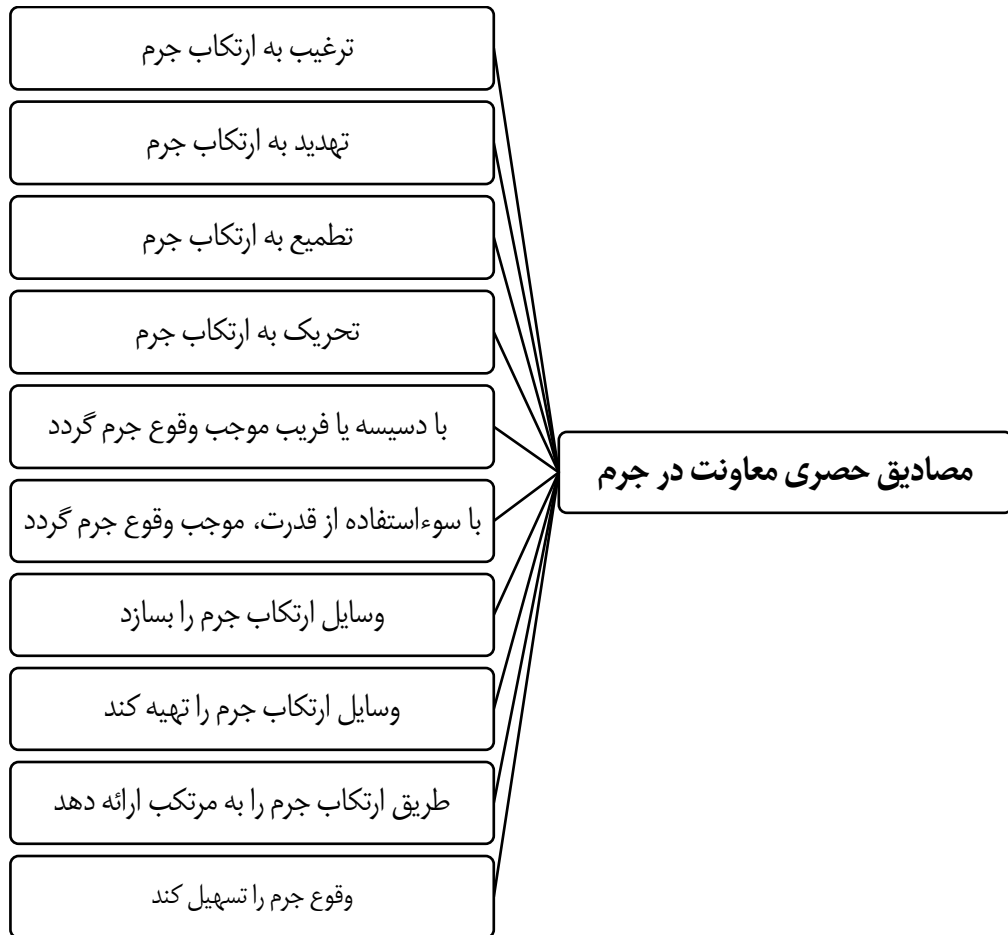 مصادیق حصری معاونت در جرم
ترغیب به ارتکاب جرم
تهدید به ارتکاب جرم
تطمیع به ارتکاب جرم
تحریک به ارتکاب جرم
با دسیسه یا فریب موجب وقوع جرم گردد
با سوءاستفاده از قدرت، موجب وقوع جرم گردد
وسایل ارتکاب جرم را بسازد
وسایل ارتکاب جرم را تهیه کند
طریق ارتکاب جرم را به مرتکب ارائه دهد
وقوع جرم را تسهیل کند